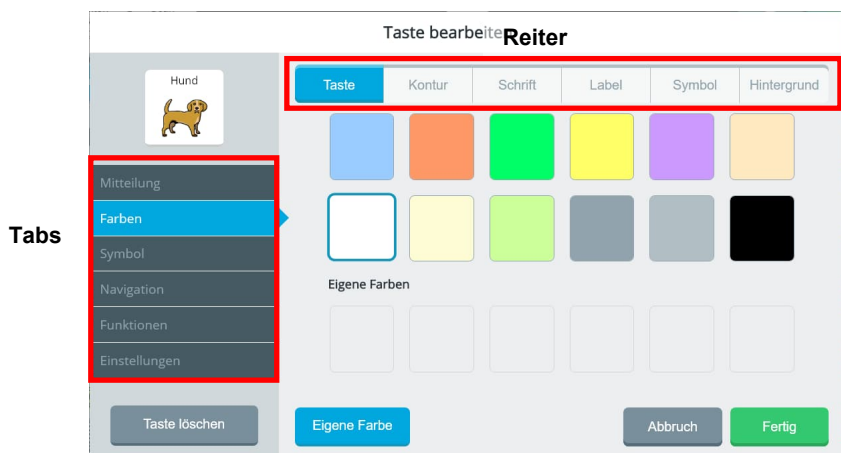 Taste bearbeite
Reiter
Hund
Taste Kontur Schrift Label Symbol Hintergrund
Tabs
Mitteilung
Farben
Symbol
Navigation
Funktionen
Einstellungen
Eigene Farben
Taste löschen
Eigene Farbe
Abbruch
Fertig